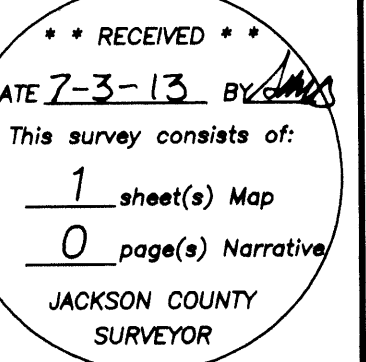 * * RECEIVED * *
ATE 7-3-13 BY
This survey consists of:
1 sheet(s) Map
0 page(s) Narrative
JACKSON COUNTY
SURVEYOR